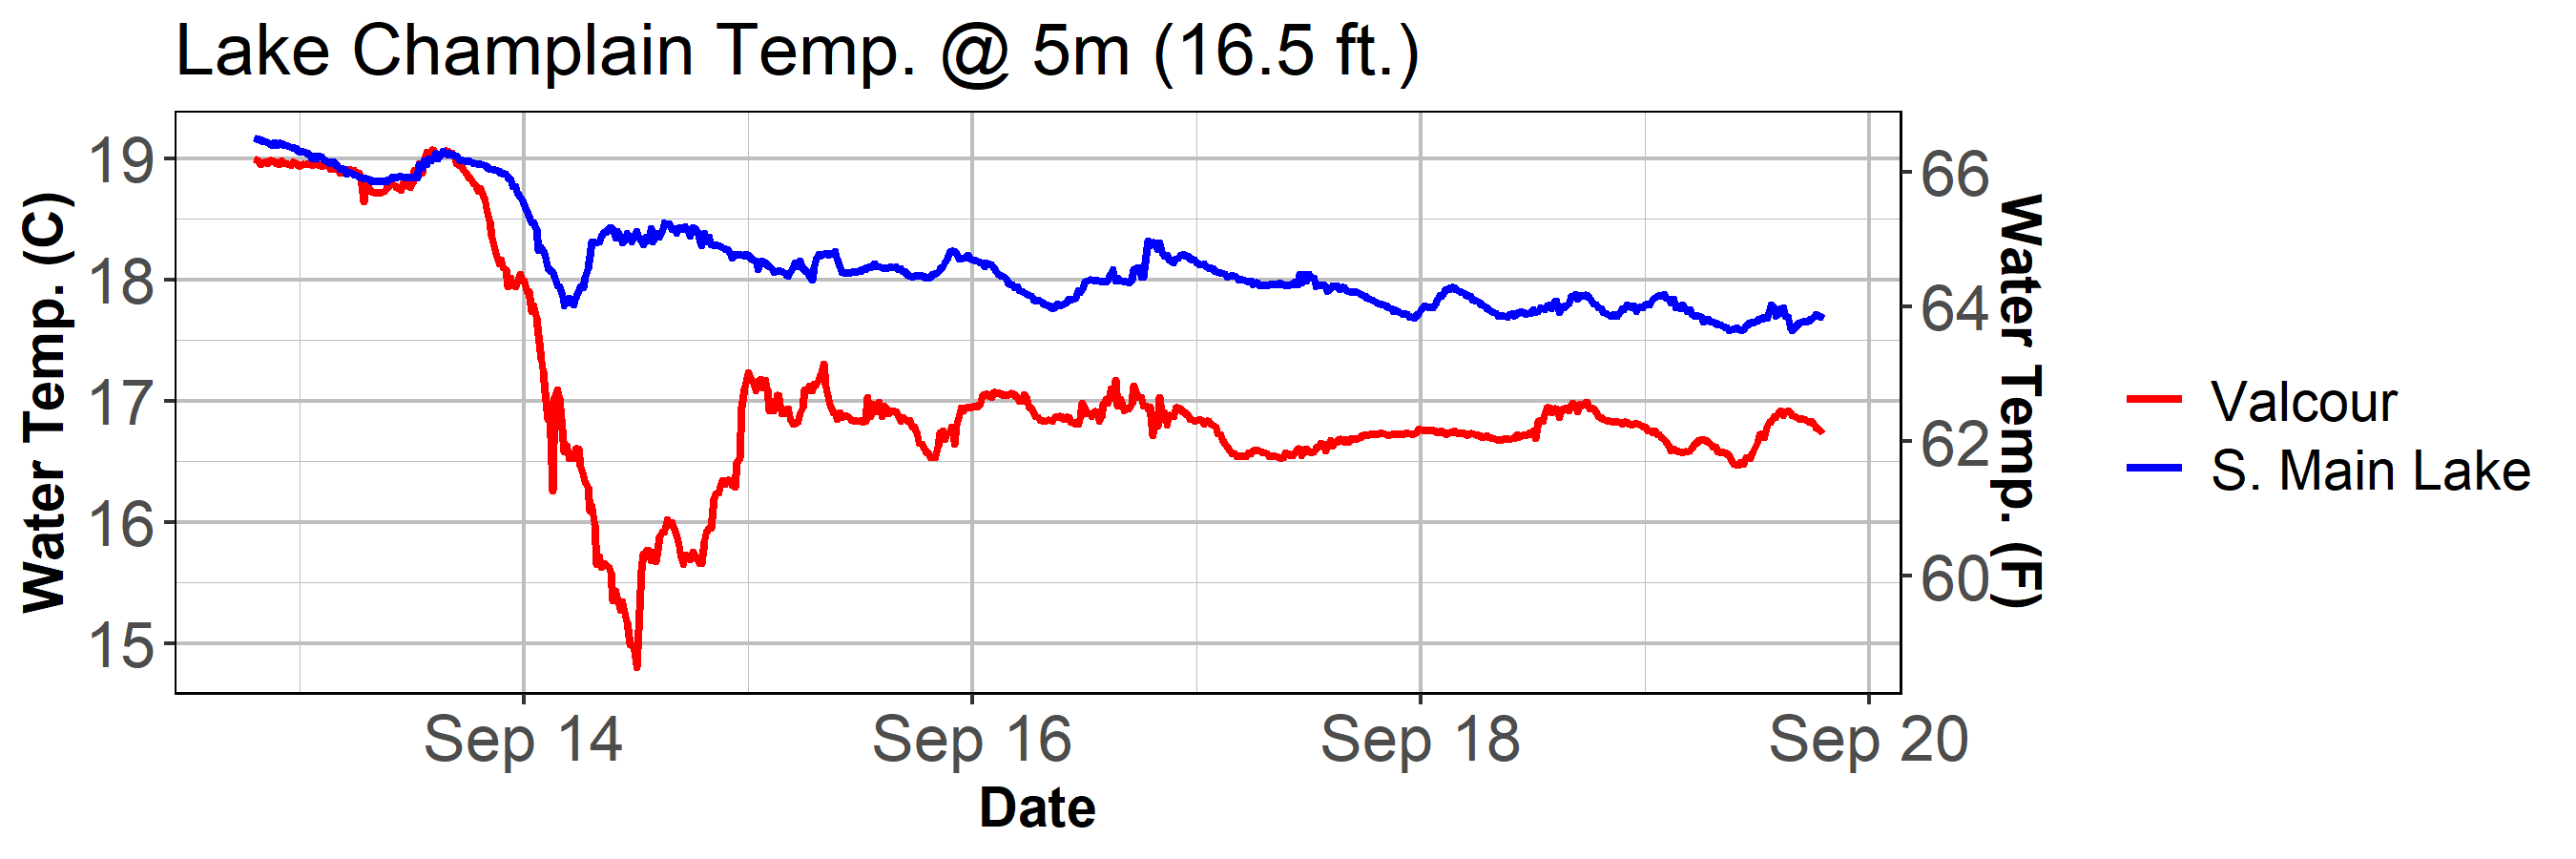 Lake Champlain Temp. @ 5m (16.5 ft.)
Water Temp. (C)
19
18
17
16
15
66
64
62
60
Water Temp. (F)
Sep 14
Sep 16
Sep 18
Sep 20
Date
Valcour
S. Main Lake